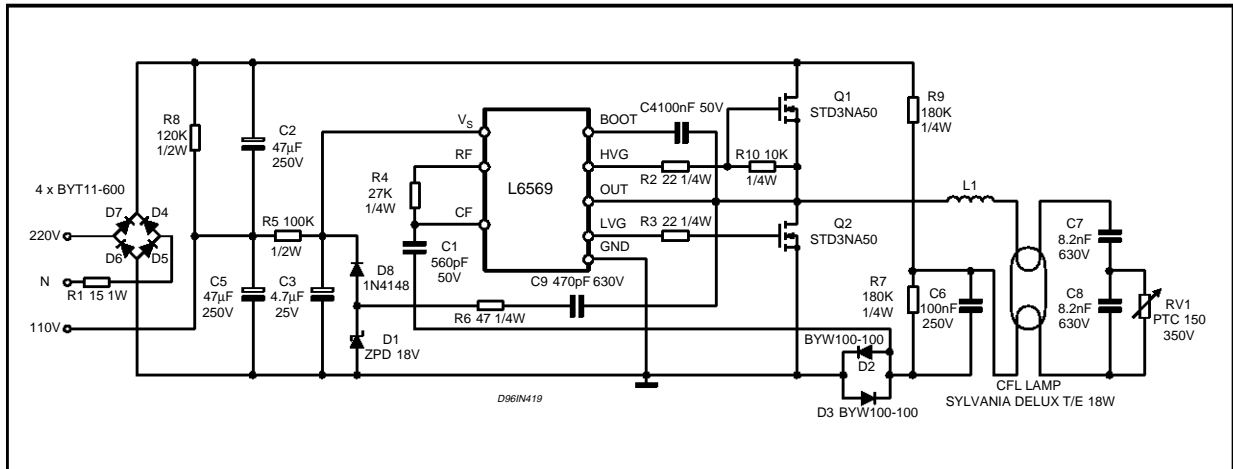 4 x BYT11-600
D7
D4
D6
D5
220V
N
R1 15 1W
110V
R8
120K
1/2W
C2
47µF
250V
R5 100K
1/2W
C5
47µF
250V
C3
4.7µF
25V
R4
27K
1/4W
C1
560pF
50V
D8
1N4148
D1
ZPD 18V
R6 47 1/4W
C9 470pF 630V
VS
RF
CF
L6569
BOOT
HVG
OUT
LVG
GND
C4100nF 50V
R2 22 1/4W
R10 10K
1/4W
R3 22 1/4W
Q1
STD3NA50
Q2
STD3NA50
R9
180K
1/4W
L1
R7
180K
1/4W
C6
100nF
250V
BYW100-100
D2
D3 BYW100-100
C7
8.2nF
630V
C8
8.2nF
630V
RV1
PTC 150
350V
CFL LAMP
SYLVANIA DELUX T/E 18W
D96IN419